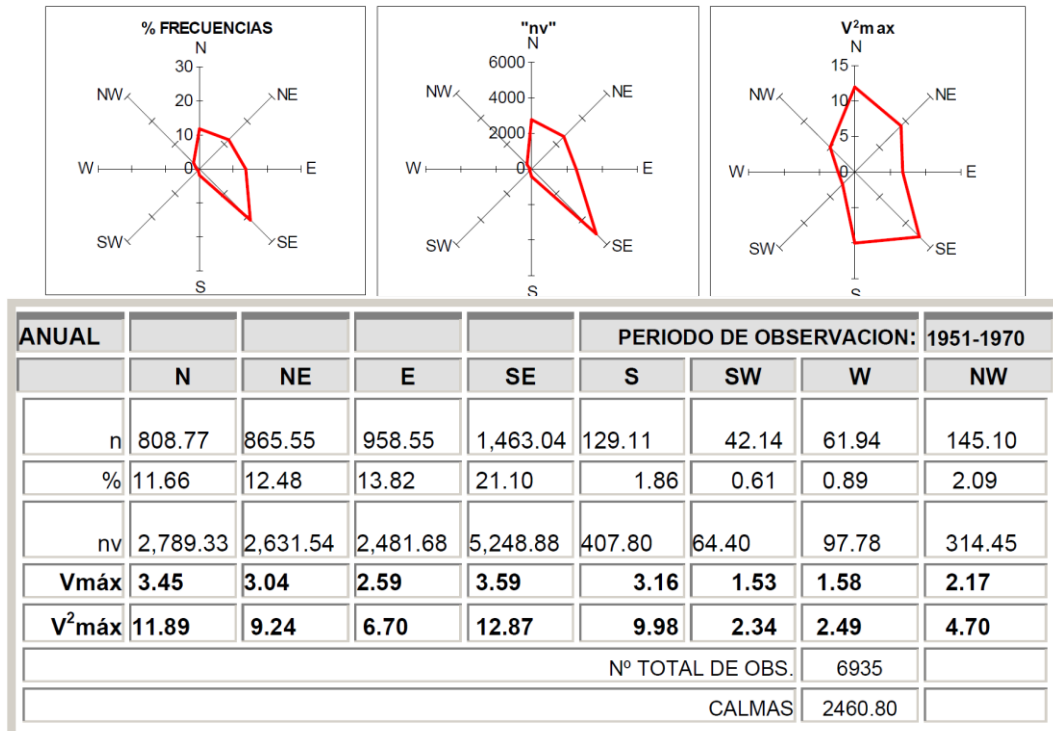 % FRECUENCIAS
N
30
20
10
0
NW
NE
W
E
SW
SE
S
"nv"
N
6000
4000
2000
0
NW
NE
W
E
SW
SE
S
V²max
N
15
10
5
0
NW
NE
W
E
SW
SE
S
ANUAL PERIODO DE OBSERVACION: 1951-1970
N NE E SE S SW W NW
n 808.77 865.55 958.55 1,463.04 129.11 42.14 61.94 145.10
% 11.66 12.48 13.82 21.10 1.86 0.61 0.89 2.09
nv 2,789.33 2,631.54 2,481.68 5,248.88 407.80 64.40 97.78 314.45
Vmáx 3.45 3.04 2.59 3.59 3.16 1.53 1.58 2.17
V²máx 11.89 9.24 6.70 12.87 9.98 2.34 2.49 4.70
Nº TOTAL DE OBS. 6935
CALMAS 2460.80